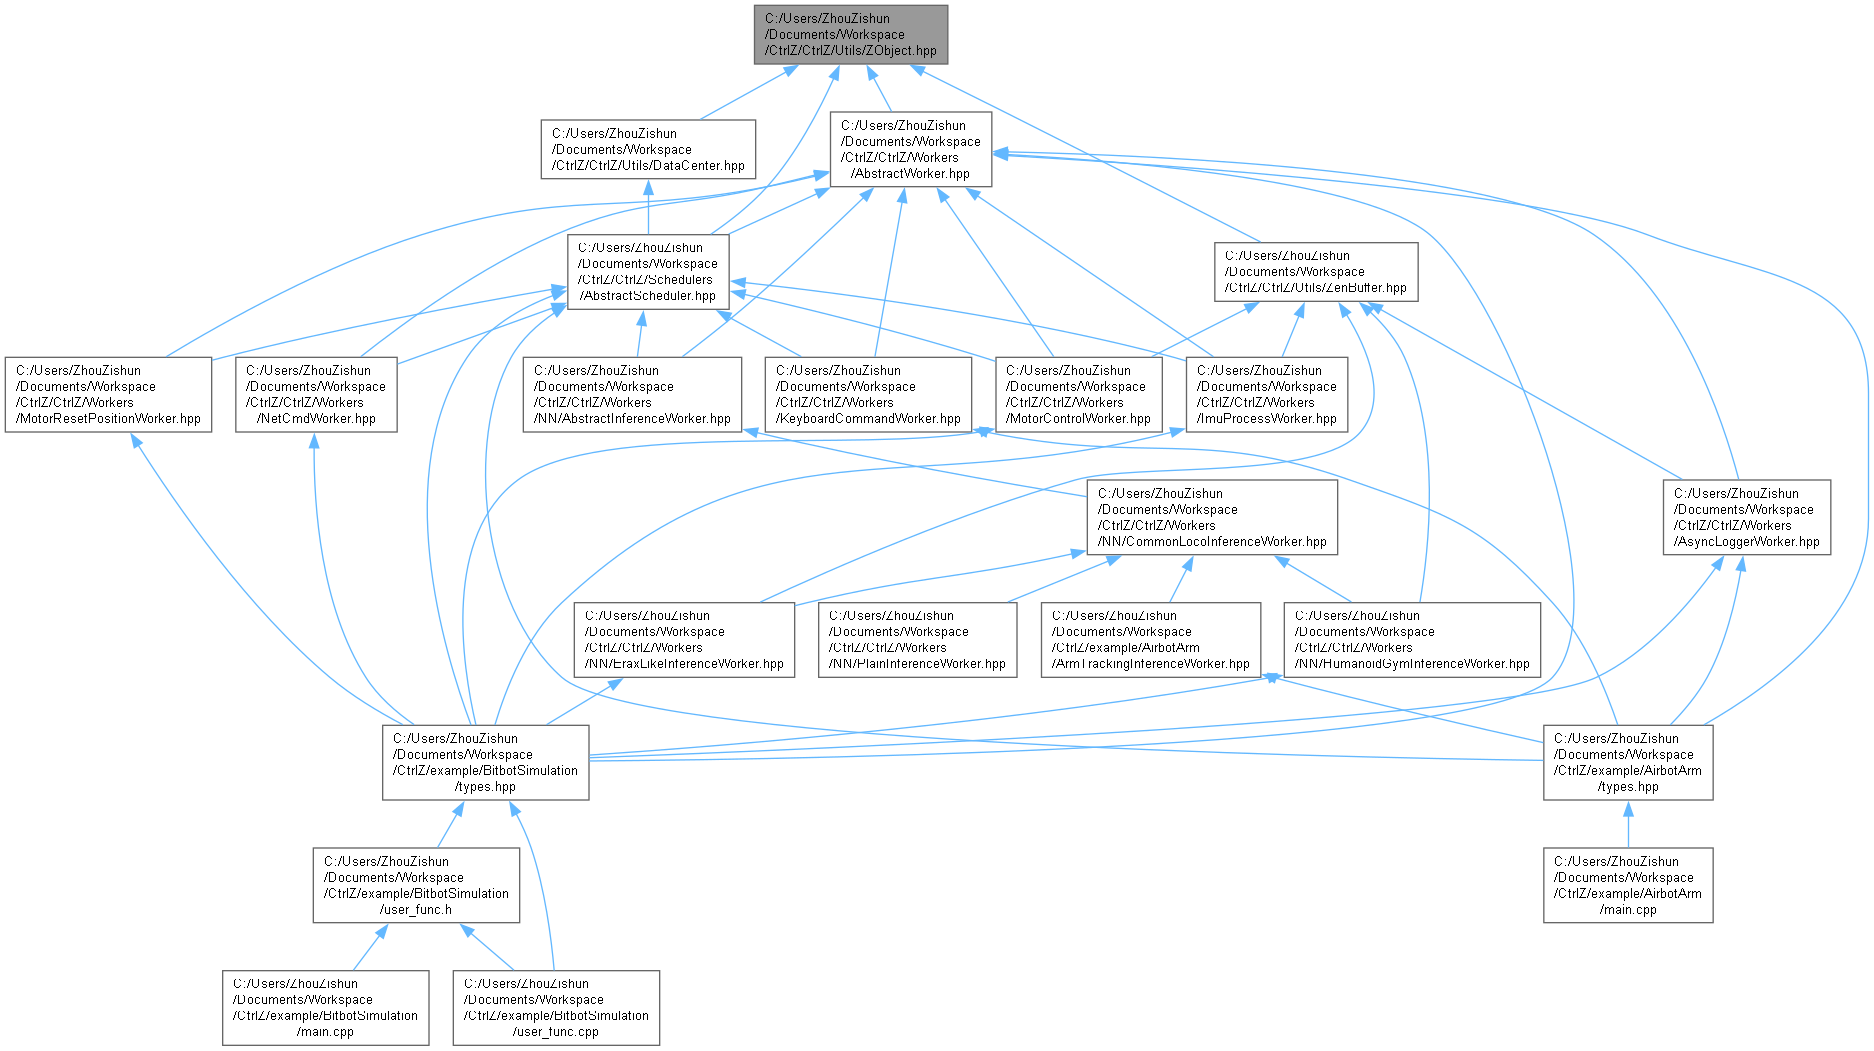 C:/Users/ZhouZishun
/Documents/Workspace
/CtrlZ/CtrlZ/Utils/ZObject.hpp
C:/Users/ZhouZishun
/Documents/Workspace
/CtrlZ/CtrlZ/Utils/DataCenter.hpp
C:/Users/ZhouZishun
/Documents/Workspace
/CtrlZ/CtrlZ/Workers
/AbstractWorker.hpp
C:/Users/ZhouZishun
/Documents/Workspace
/CtrlZ/CtrlZ/Schedulers
/AbstractScheduler.hpp
C:/Users/ZhouZishun
/Documents/Workspace
/CtrlZ/CtrlZ/Utils/ZenBuffer.hpp
C:/Users/ZhouZishun
/Documents/Workspace
/CtrlZ/CtrlZ/Workers
/MotorResetPositionWorker.hpp
C:/Users/ZhouZishun
/Documents/Workspace
/CtrlZ/CtrlZ/Workers
/NetCmdWorker.hpp
C:/Users/ZhouZishun
/Documents/Workspace
/CtrlZ/CtrlZ/Workers
/NN/AbstractInferenceWorker.hpp
C:/Users/ZhouZishun
/Documents/Workspace
/CtrlZ/CtrlZ/Workers
/KeyboardCommandWorker.hpp
C:/Users/ZhouZishun
/Documents/Workspace
/CtrlZ/CtrlZ/Workers
/MotorControlWorker.hpp
C:/Users/ZhouZishun
/Documents/Workspace
/CtrlZ/CtrlZ/Workers
/ImuProcessWorker.hpp
C:/Users/ZhouZishun
/Documents/Workspace
/CtrlZ/CtrlZ/Workers
/NN/CommonLocoInferenceWorker.hpp
C:/Users/ZhouZishun
/Documents/Workspace
/CtrlZ/CtrlZ/Workers
/AsyncLoggerWorker.hpp
C:/Users/ZhouZishun
/Documents/Workspace
/CtrlZ/CtrlZ/Workers
/NN/EraxLikeInferenceWorker.hpp
C:/Users/ZhouZishun
/Documents/Workspace
/CtrlZ/CtrlZ/Workers
/NN/PlainInferenceWorker.hpp
C:/Users/ZhouZishun
/Documents/Workspace
/CtrlZ/example/AirbotArm
/ArmTrackingInferenceWorker.hpp
C:/Users/ZhouZishun
/Documents/Workspace
/CtrlZ/CtrlZ/Workers
/NN/HumanoidGymInferenceWorker.hpp
C:/Users/ZhouZishun
/Documents/Workspace
/CtrlZ/example/BitbotSimulation
/types.hpp
C:/Users/ZhouZishun
/Documents/Workspace
/CtrlZ/example/AirbotArm
/types.hpp
C:/Users/ZhouZishun
/Documents/Workspace
/CtrlZ/example/BitbotSimulation
/user_func.h
C:/Users/ZhouZishun
/Documents/Workspace
/CtrlZ/example/AirbotArm
/main.cpp
C:/Users/ZhouZishun
/Documents/Workspace
/CtrlZ/example/BitbotSimulation
/main.cpp
C:/Users/ZhouZishun
/Documents/Workspace
/CtrlZ/example/BitbotSimulation
/user_func.cpp